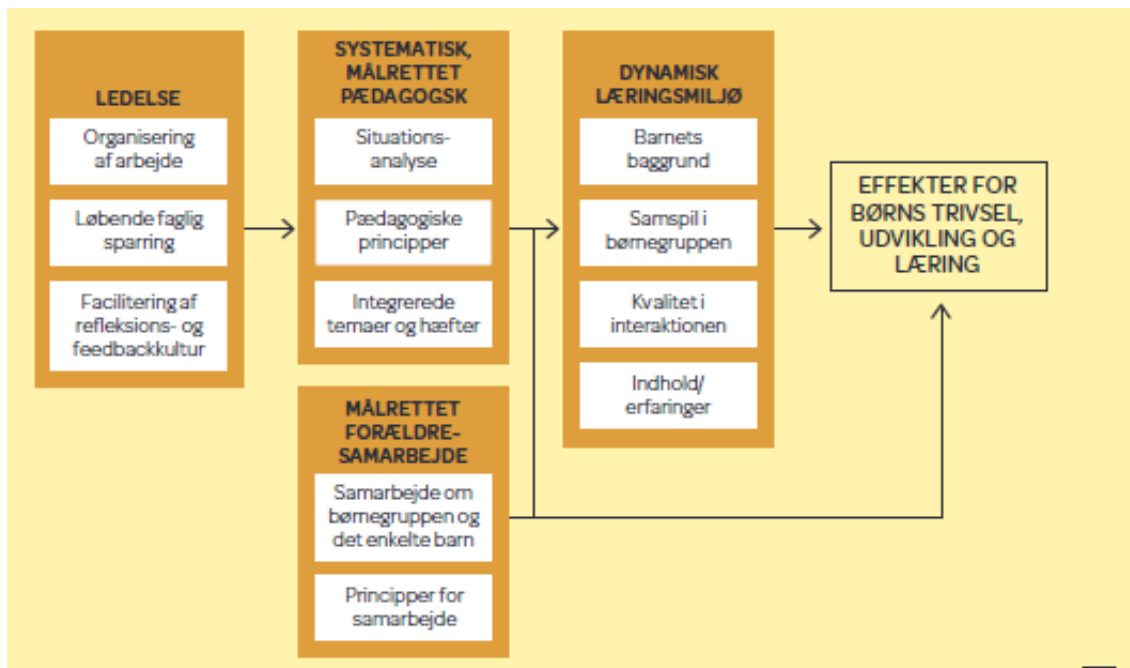 LEDELSE
Organisering
af arbejde
Løbende faglig
sparring
Facilitering af
refleksions- og
feedbackkultur
SYSTEMATISK,
MÅLRETTET
PÆDAGOGSK
Situations-
analyse
Pædagogiske
principper
Integrerede
temaer og hæfter
MÅLRETTET
FORÆLDRE-
SAMARBEJDE
Samarbejde om
børnegruppen og
det enkelte barn
Principper for
samarbejde
DYNAMISK
LÆRINGSMILJØ
Barnets
baggrund
Samspil i
børnegruppen
Kvalitet i
interaktionen
Indhold/
erfaringer
EFFEKTER FOR
BØRNS TRIVSEL,
UDVIKLING OG
LÆRING